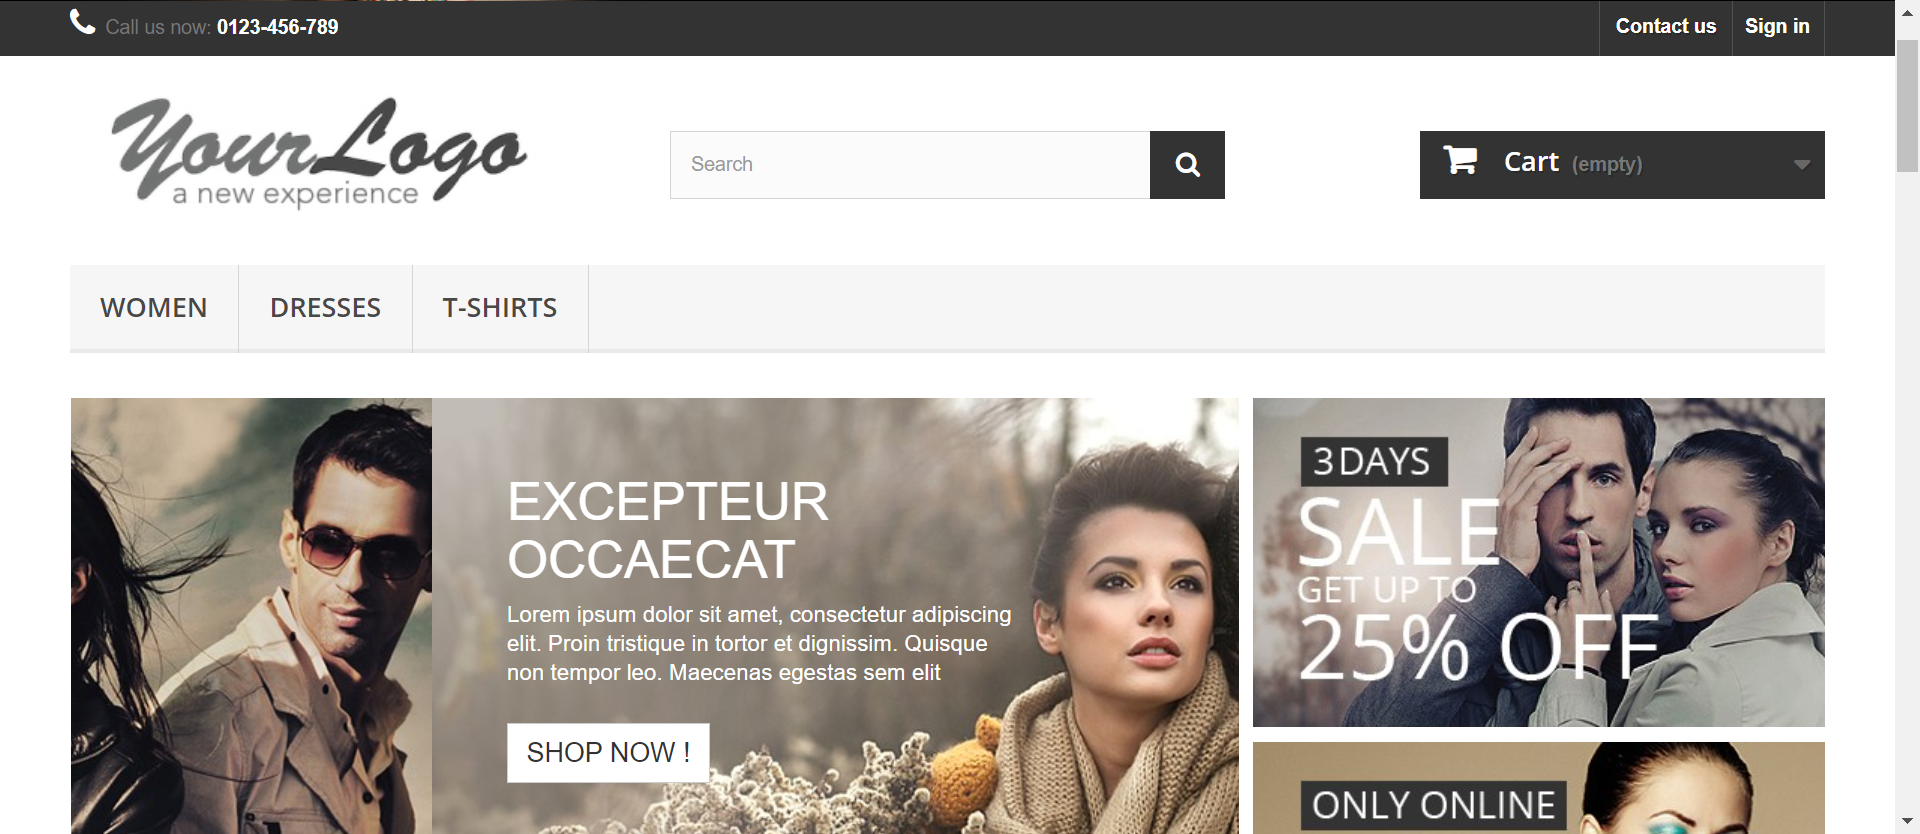 Call us now: 0123-456-789
Contact us
Sign in
YourLogo
a new experience
Search
Cart (empty)
WOMEN
DRESSES
T-SHIRTS
EXCEPTEUR
OCCAECAT
Lorem ipsum dolor sit amet, consectetur adipiscing
elit. Proin tristique in tortor et dignissim. Quisque
non tempor leo. Maecenas egestas sem elit
SHOP NOW !
3 DAYS
SALE
GET UP TO
25% OFF
ONLY ONLINE